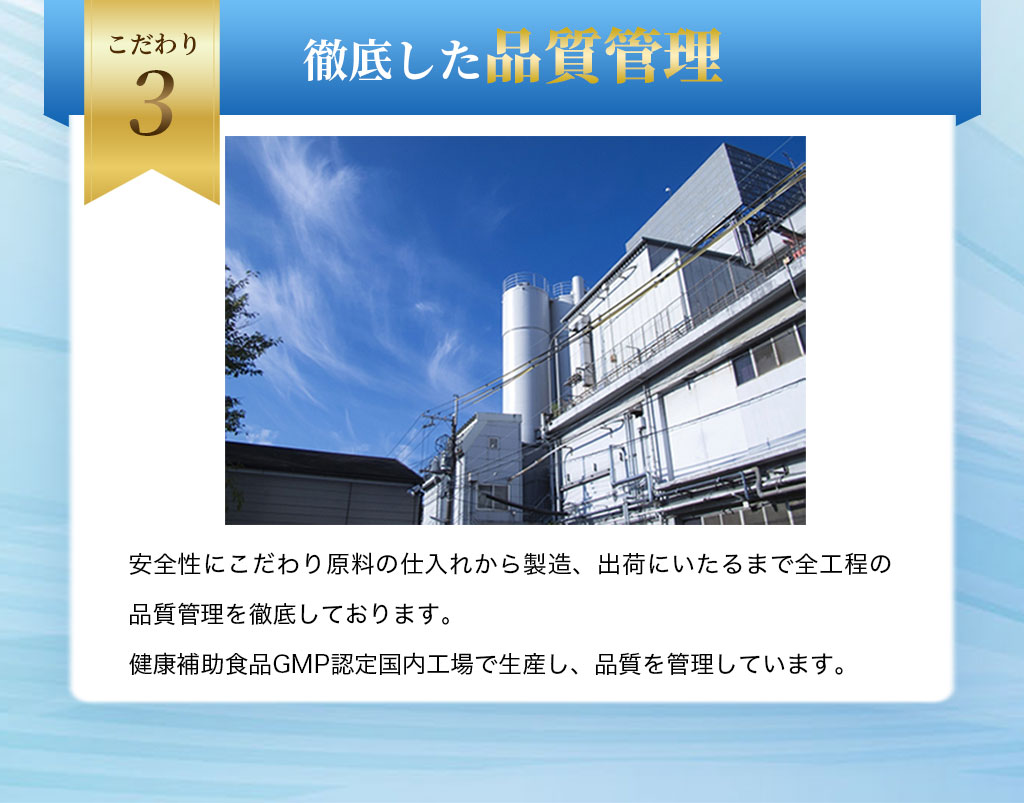 こだわり
3
徹底した品質管理
安全性にこだわり原料の仕入れから製造、出荷にいたるまで全工程の
品質管理を徹底しております。
健康補助食品GMP認定国内工場で生産し、品質を管理しています。